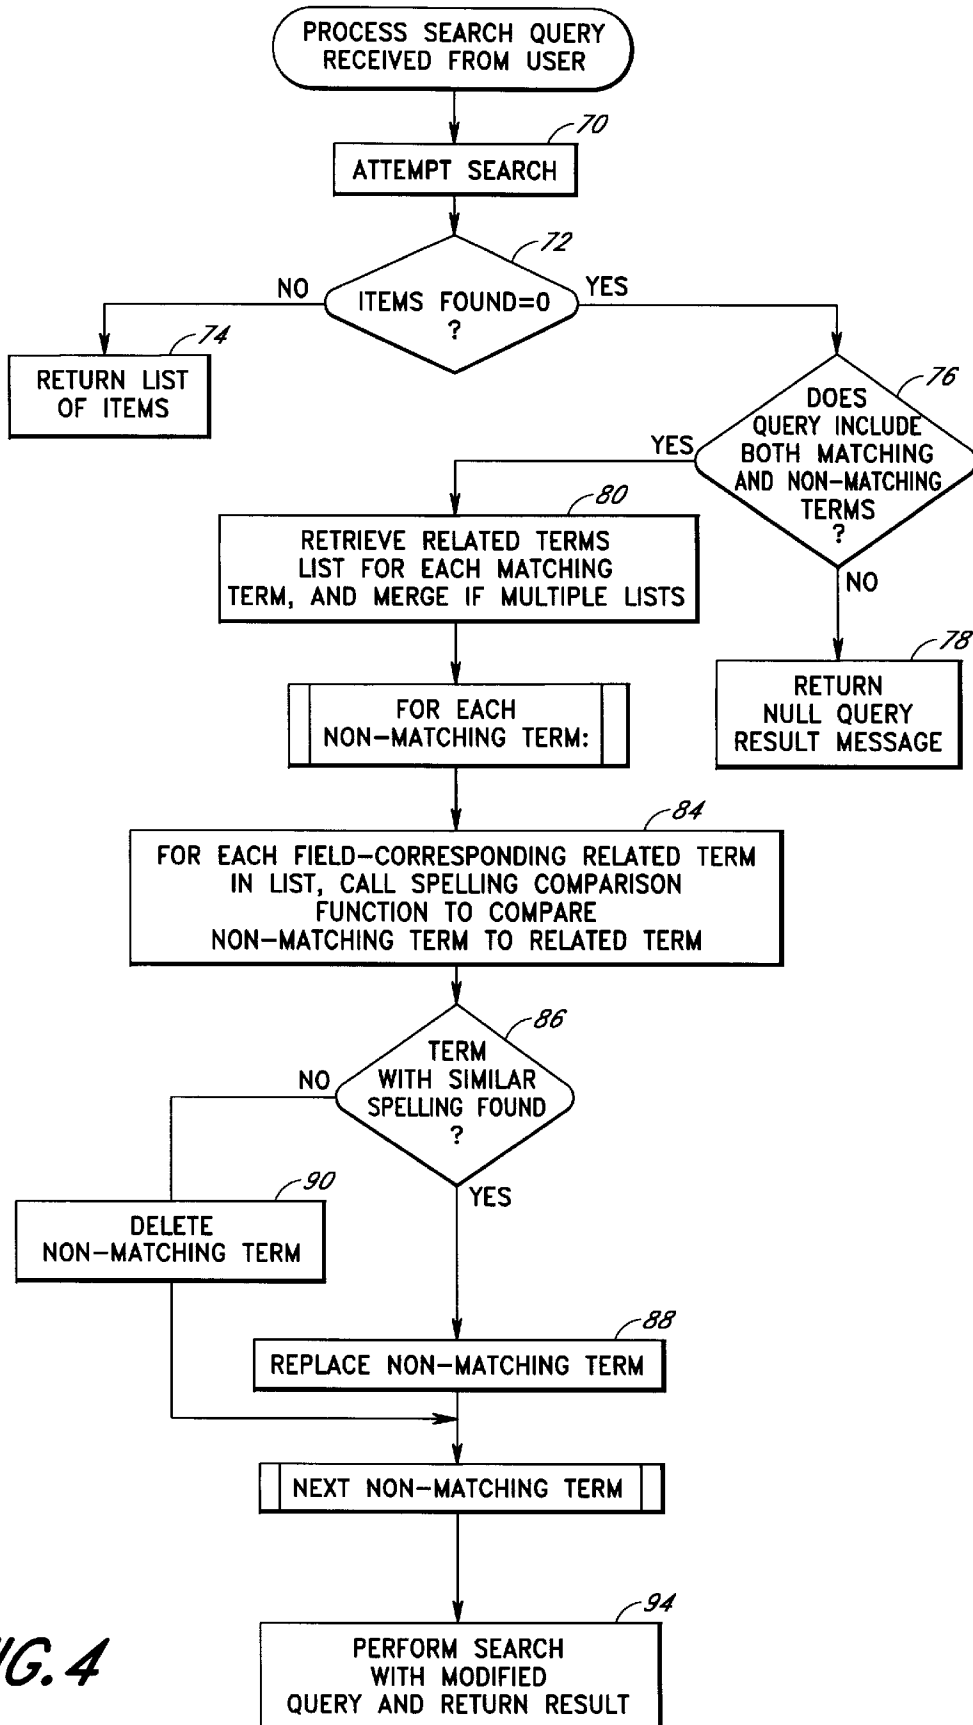 PROCESS SEARCH QUERY
RECEIVED FROM USER
70
ATTEMPT SEARCH
72
NO
ITEMS FOUND=0
?
YES
74
RETURN LIST
OF ITEMS
76
DOES
QUERY INCLUDE
BOTH MATCHING
AND NON-MATCHING
TERMS
?
YES
NO
80
RETRIEVE RELATED TERMS
LIST FOR EACH MATCHING
TERM, AND MERGE IF MULTIPLE LISTS
78
RETURN
NULL QUERY
RESULT MESSAGE
FOR EACH
NON-MATCHING TERM:
84
FOR EACH FIELD-CORRESPONDING RELATED TERM
IN LIST, CALL SPELLING COMPARISON
FUNCTION TO COMPARE
NON-MATCHING TERM TO RELATED TERM
86
TERM
WITH SIMILAR
SPELLING FOUND
?
NO
YES
90
DELETE
NON-MATCHING TERM
88
REPLACE NON-MATCHING TERM
NEXT NON-MATCHING TERM
94
PERFORM SEARCH
WITH MODIFIED
QUERY AND RETURN RESULT
IG. 4